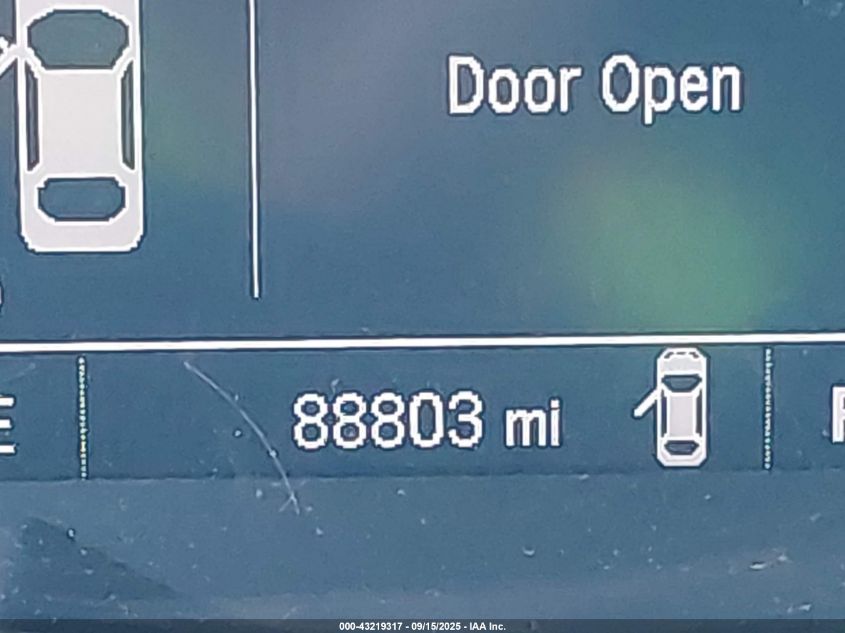 Door Open
E
88803 mi
000-43219317 - 09/15/2025 - IAA Inc.